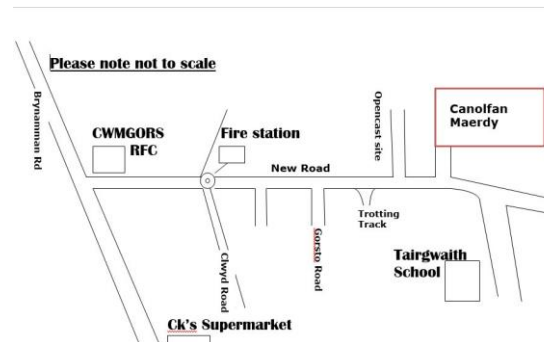 Please note not to scale
Brynamman Rd
CWMGORS
RFC
Fire station
Opencast site
Canolfan
Maerdy
New Road
Trotting
Track
Clwyd Road
Gorsto Road
Tairgwaith
School
Ck's Supermarket